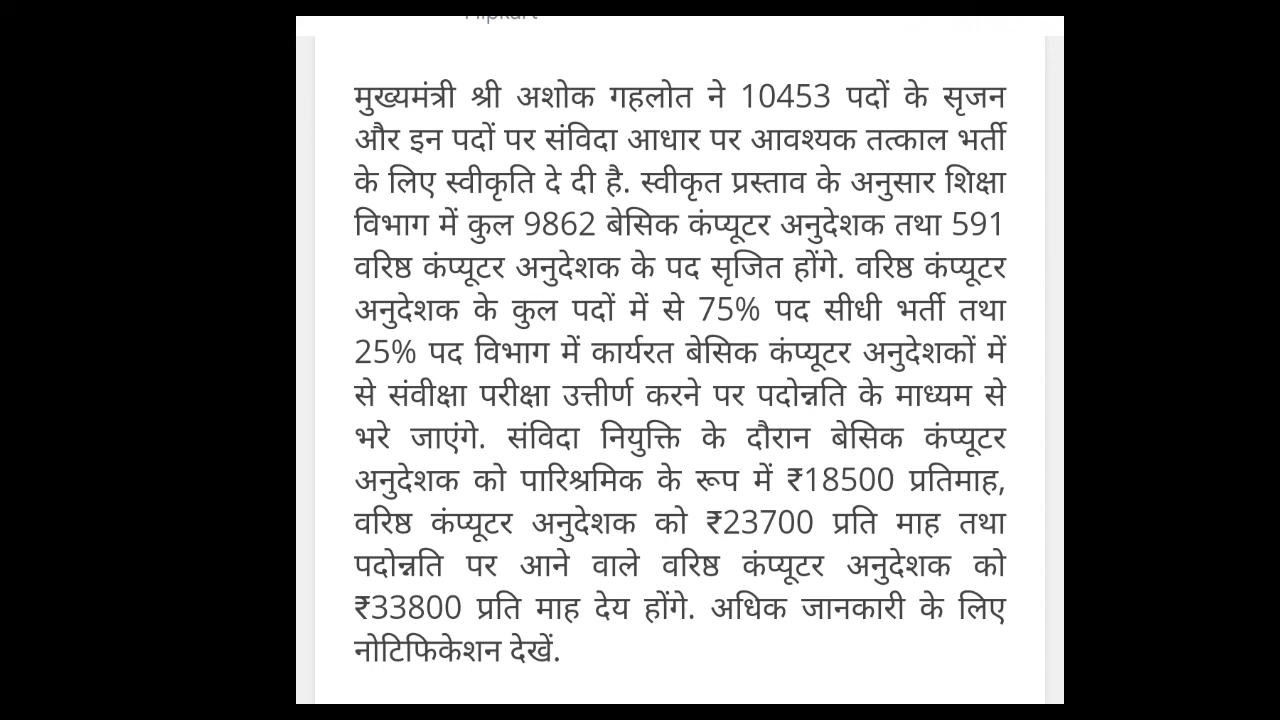 मुख्यमंत्री श्री अशोक गहलोत ने 10453 पदों के सृजन
और इन पदों पर संविदा आधार पर आवश्यक तत्काल भर्ती
के लिए स्वीकृति दे दी है. स्वीकृत प्रस्ताव के अनुसार शिक्षा
विभाग में कुल 9862 बेसिक कंप्यूटर अनुदेशक तथा 591
वरिष्ठ कंप्यूटर अनुदेशक के पद सृजित होंगे. वरिष्ठ कंप्यूटर
अनुदेशक के कुल पदों में से 75% पद सीधी भर्ती तथा
25% पद विभाग में कार्यरत बेसिक कंप्यूटर अनुदेशकों में
से संवीक्षा परीक्षा उत्तीर्ण करने पर पदोन्नति के माध्यम से
भरे जाएंगे. संविदा नियुक्ति के दौरान बेसिक कंप्यूटर
अनुदेशक को पारिश्रमिक के रूप में ₹18500 प्रतिमाह,
वरिष्ठ कंप्यूटर अनुदेशक को ₹23700 प्रति माह तथा
पदोन्नति पर आने वाले वरिष्ठ कंप्यूटर अनुदेशक को
₹33800 प्रति माह देय होंगे. अधिक जानकारी के लिए
नोटिफिकेशन देखें.